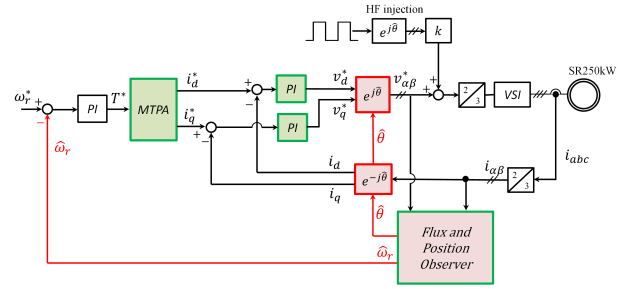 HF injection
e^{jθ̂}
k
ω_r^*
+
−
PI
T^*
MTPA
i_d^*
i_q^*
+
−
PI
+
−
PI
v_d^*
v_q^*
e^{jθ̂}
v_{αβ}^*
+
+
2
3
VSI
SR250kW
ω̂_r
θ̂
i_d
i_q
e^{-jθ̂}
i_{αβ}
2
3
i_{abc}
θ̂
ω̂_r
Flux and
Position
Observer